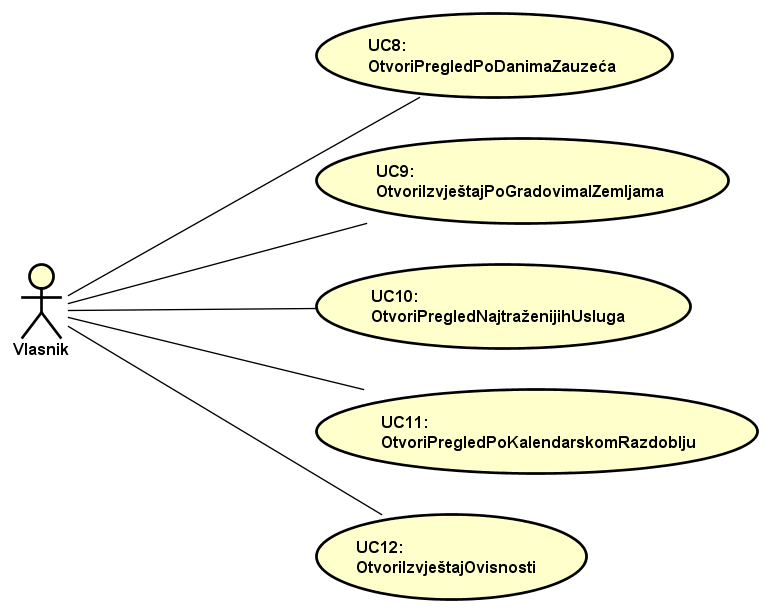 UC8:
OtvoriPregledPoDanimaZauzeća
UC9:
OtvoriIzvještajPoGradovimaIZemljama
UC10:
OtvoriPregledNajtraženijihUsluga
Vlasnik
UC11:
OtvoriPregledPoKalendarskomRazdoblju
UC12:
OtvoriIzvještajOvisnosti